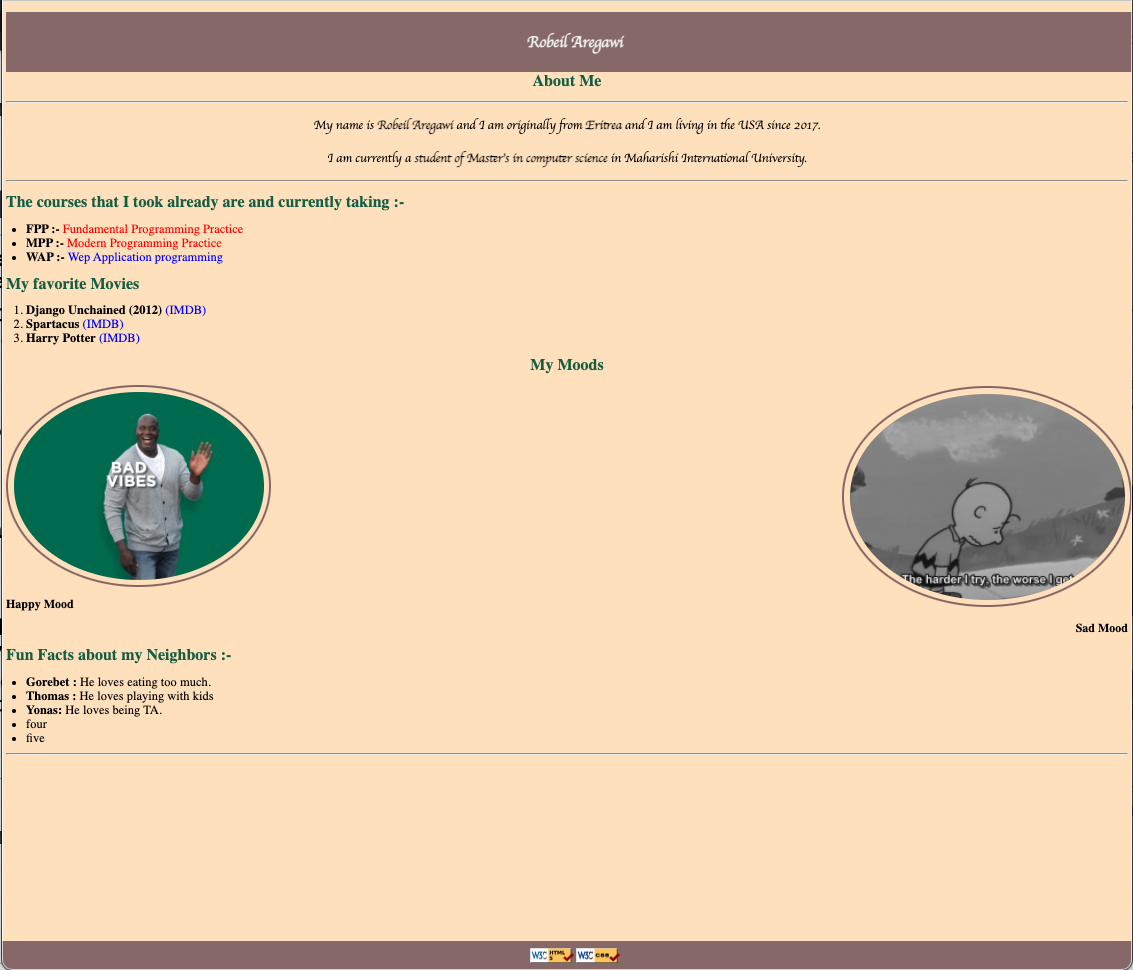 Robeil Aregawi
About Me
My name is Robeil Aregawi and I am originally from Eritrea and I am living in the USA since 2017.
I am currently a student of Master's in computer science in Maharishi International University.
The courses that I took already are and currently taking :-
FPP :- Fundamental Programming Practice
MPP :- Modern Programming Practice
WAP :- Wep Application programming
My favorite Movies
1. Django Unchained (2012) (IMDB)
2. Spartacus (IMDB)
3. Harry Potter (IMDB)
My Moods
BAD
VIBES
The harder I try, the worse I get
Happy Mood
Sad Mood
Fun Facts about my Neighbors :-
Gorebet : He loves eating too much.
Thomas : He loves playing with kids
Yonas: He loves being TA.
four
five
W3C HTML 5 W3C css